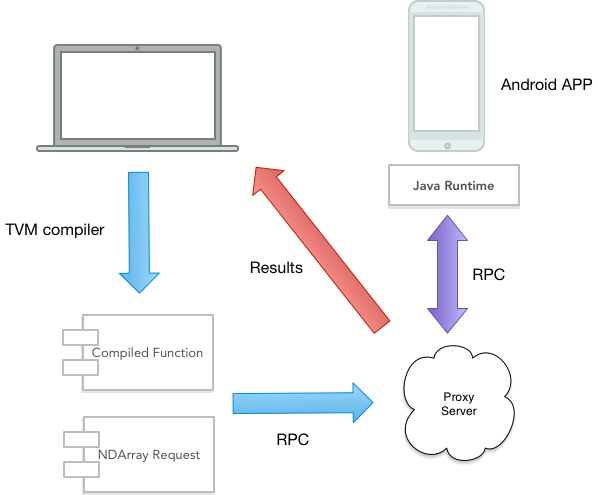 Android APP
Java Runtime
TVM compiler
Results
RPC
Compiled Function
Proxy
Server
RPC
NDArray Request